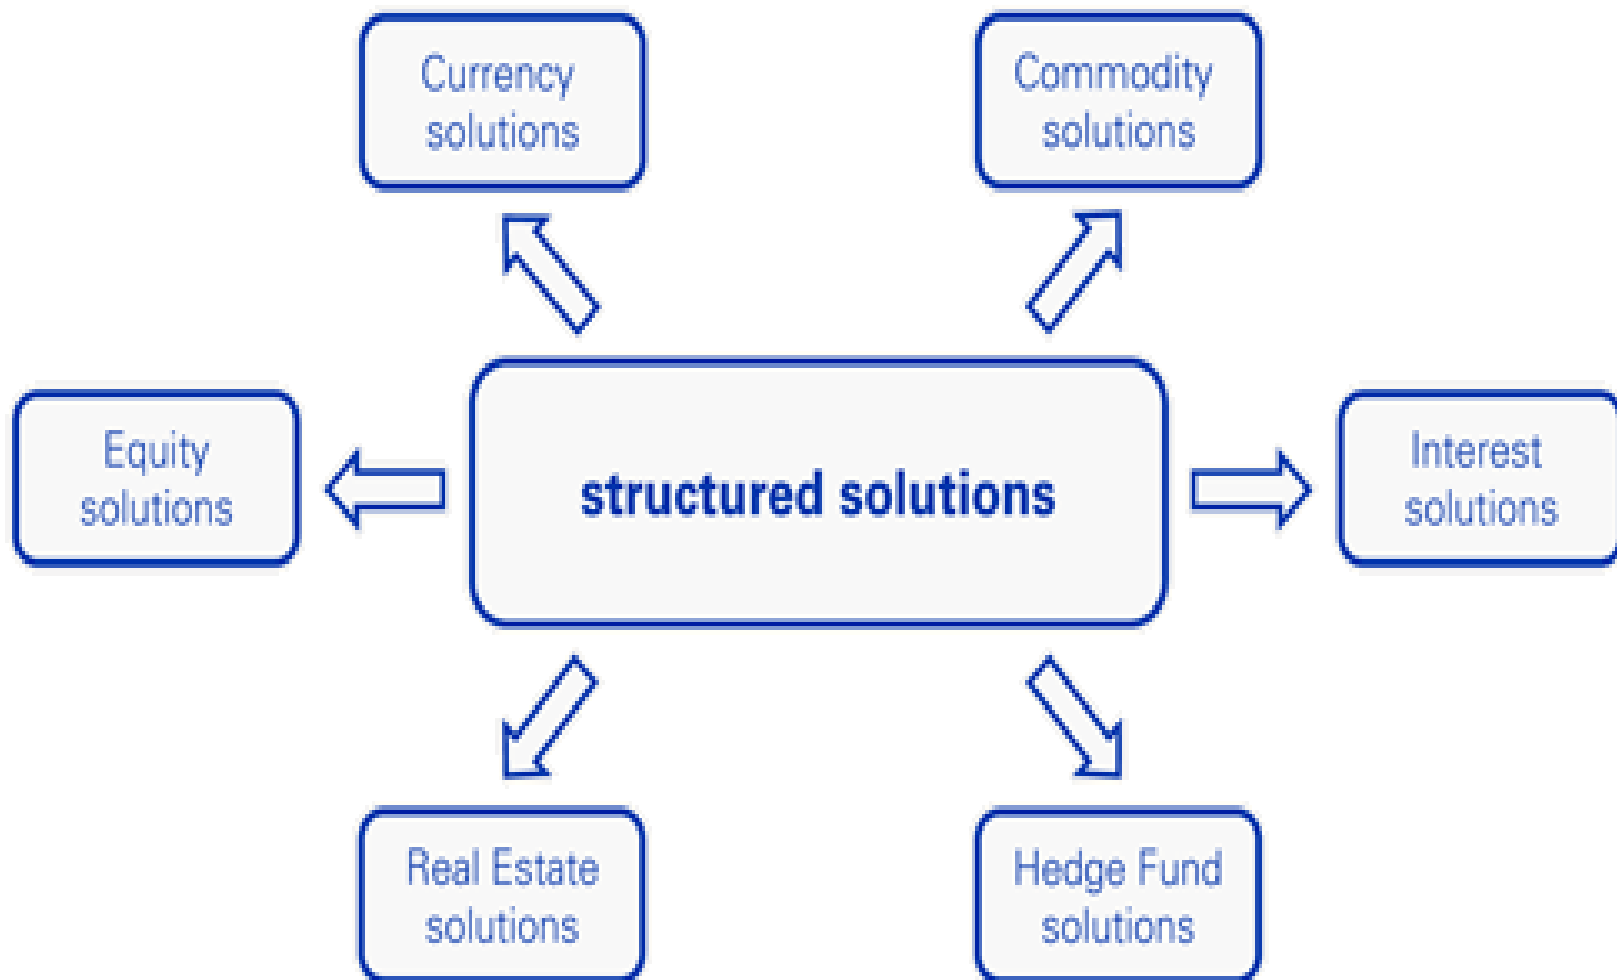 Currency
solutions
Commodity
solutions
Equity
solutions
structured solutions
Interest
solutions
Real Estate
solutions
Hedge Fund
solutions